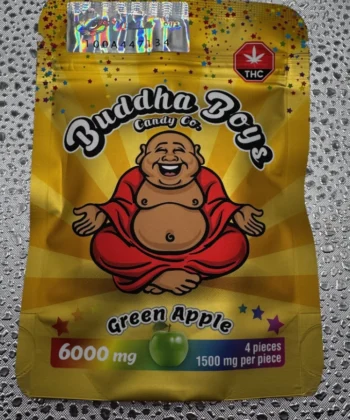 THC
Buddha Boys
Candy Co.
Green Apple
6000 mg
4 pieces
1500 mg per piece